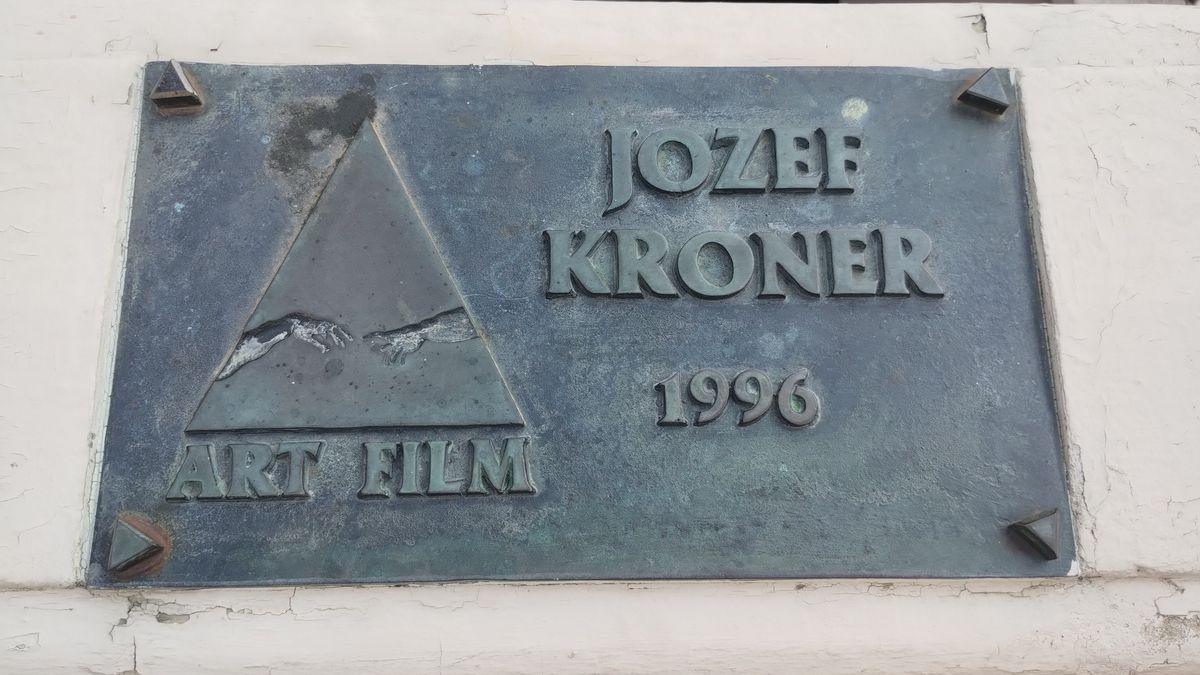 JOZEF
KRONER
1996
ART FILM